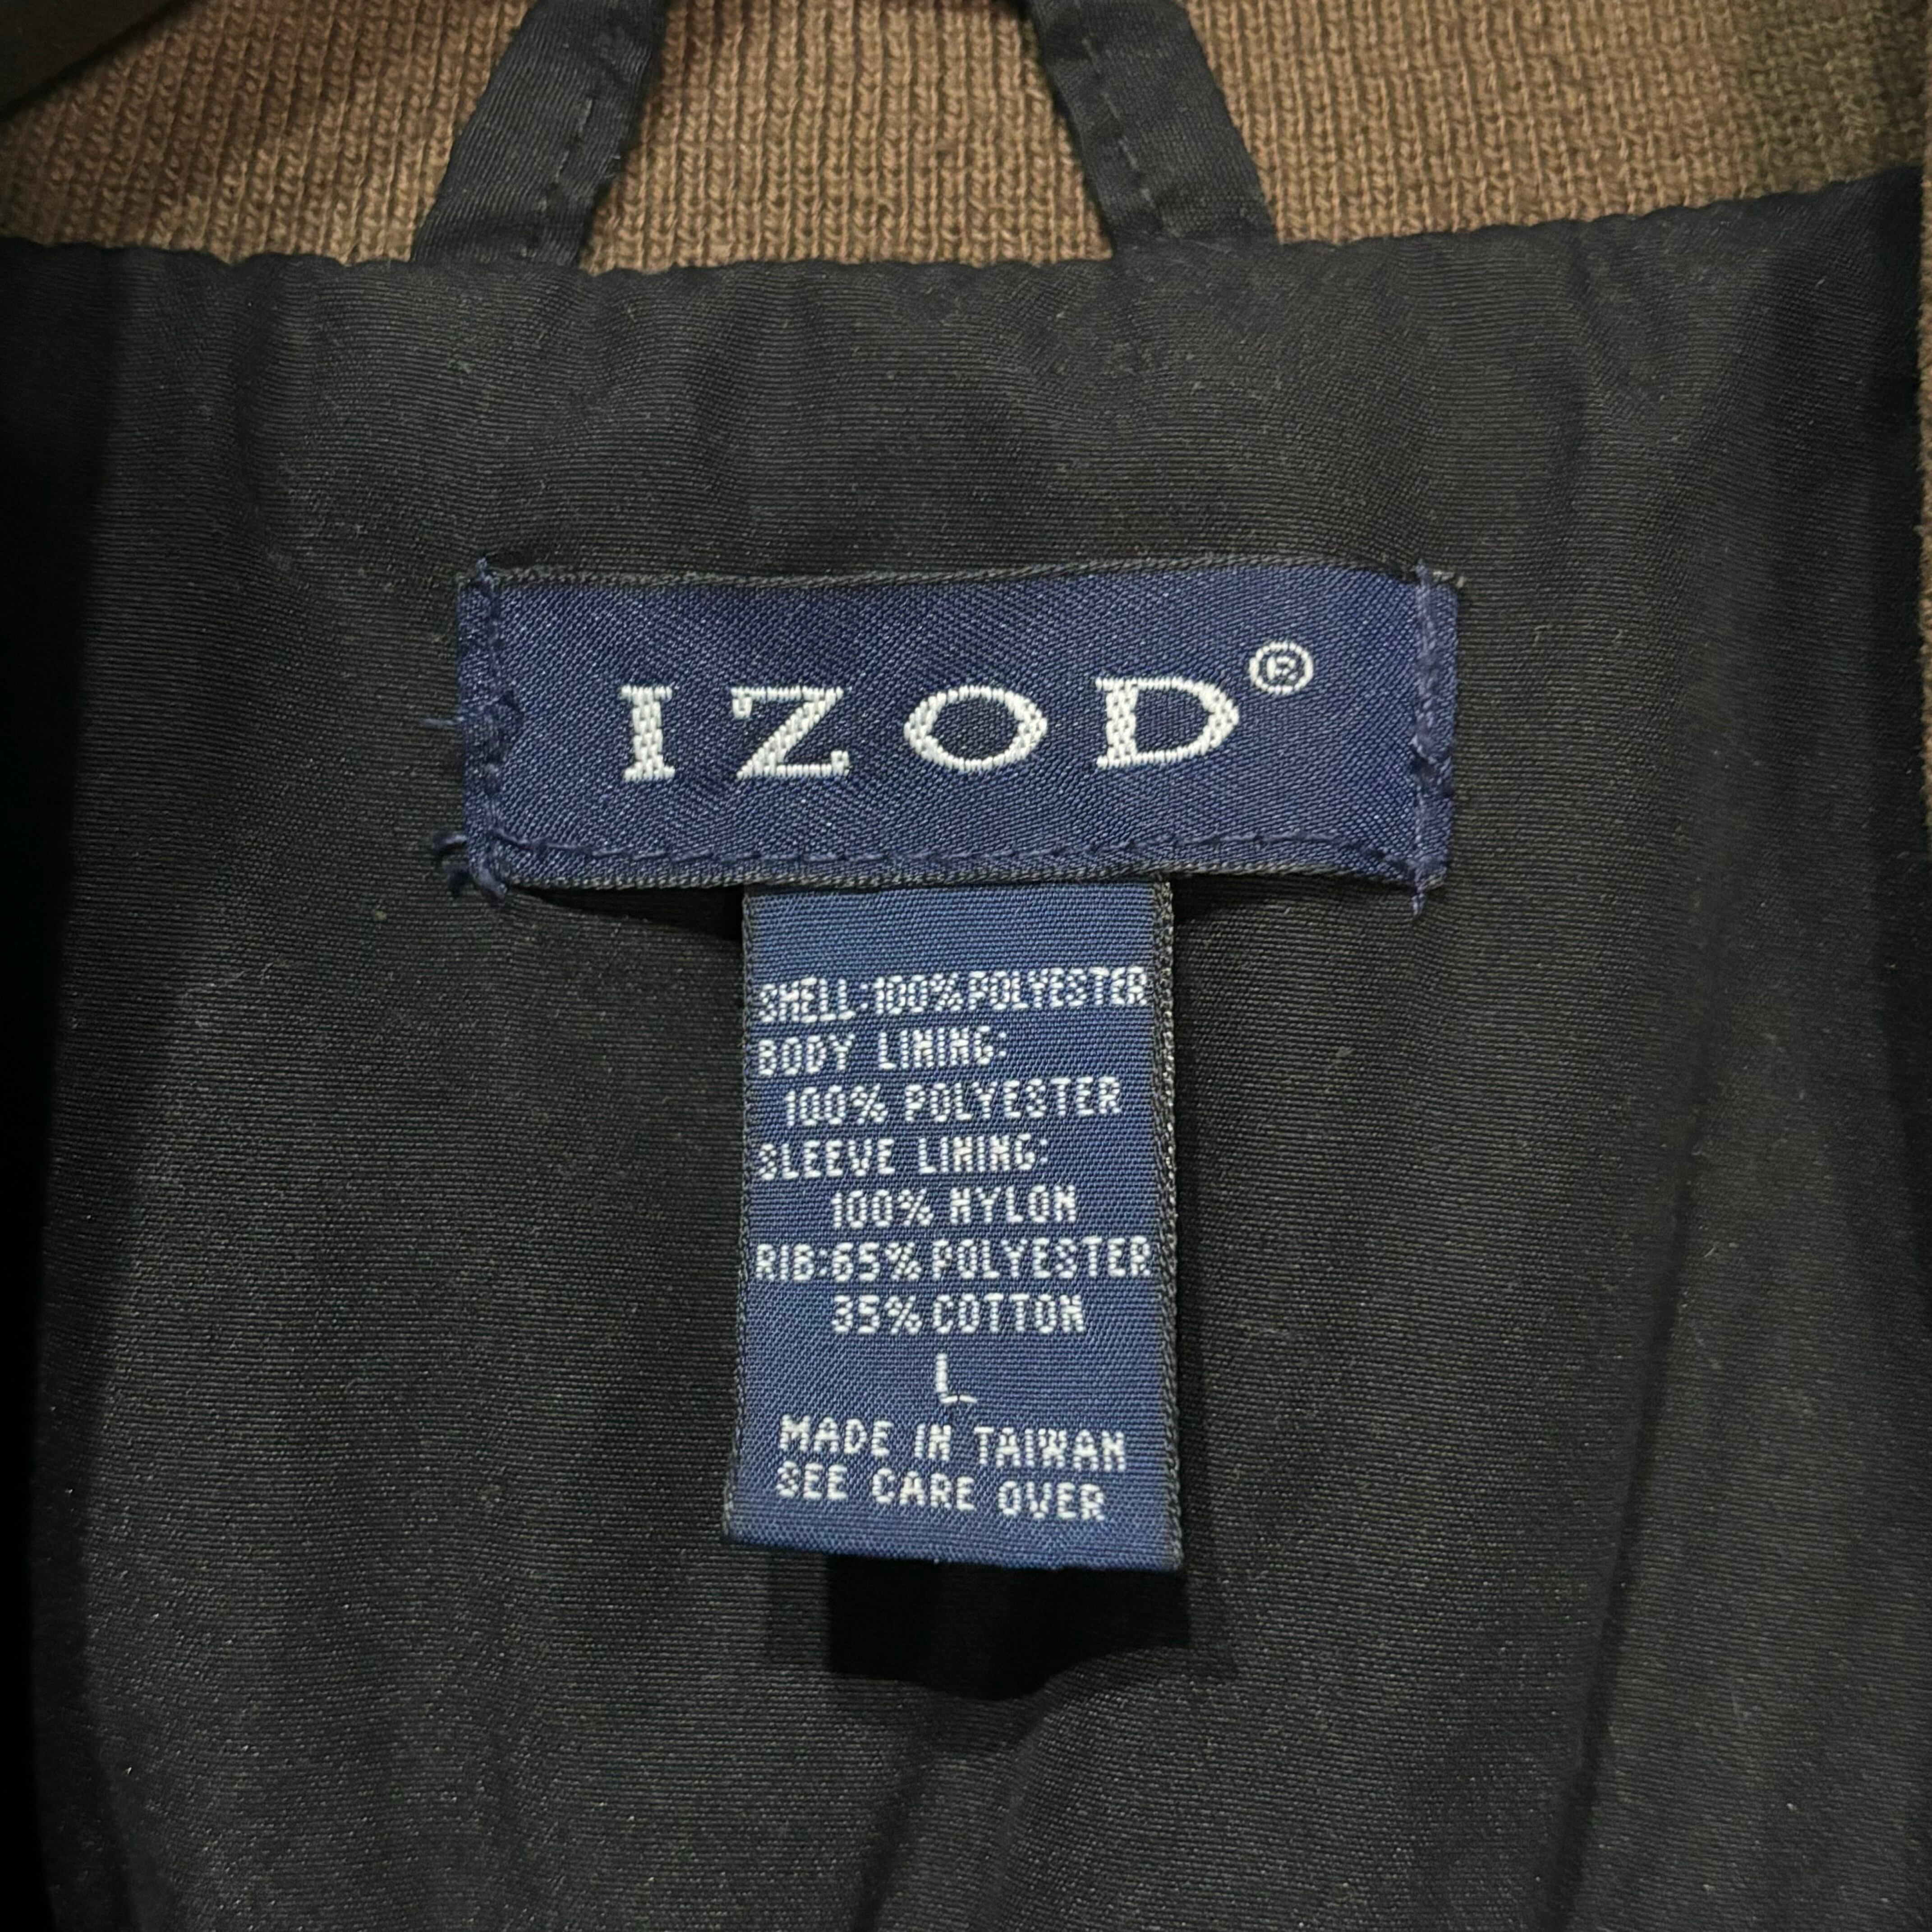 IZOD®
SHELL:100%POLYESTER
BODY LINING:
100% POLYESTER
SLEEVE LINING:
100% NYLON
RIB:65%POLYESTER
35%COTTON
L
MADE IN TAIWAN
SEE CARE OVER